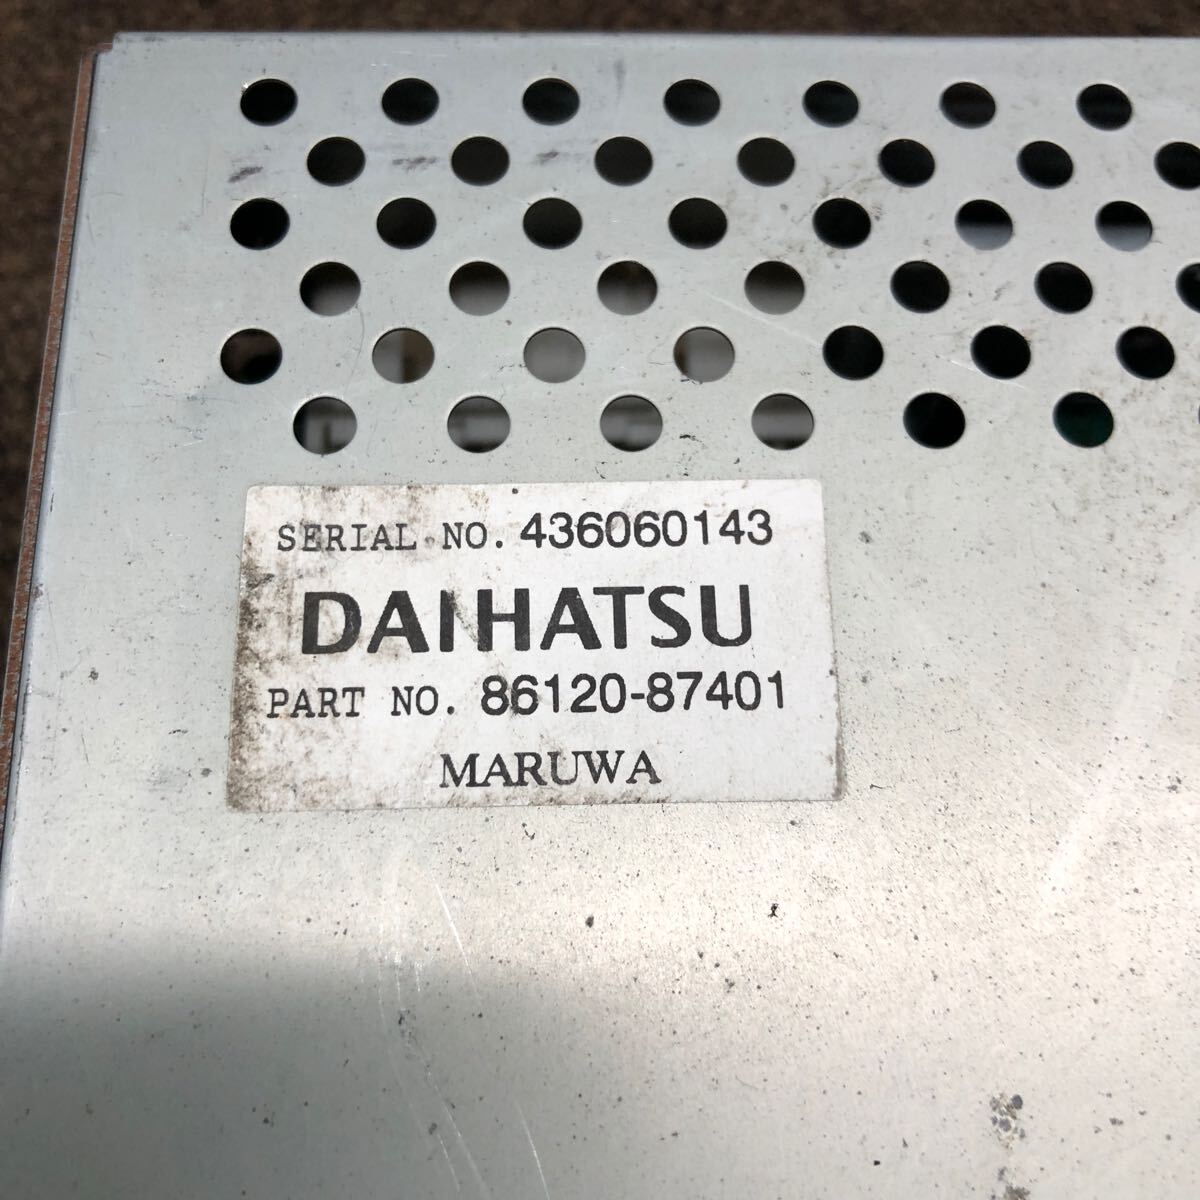 SERIAL NO. 436060143
DAIHATSU
PART NO. 86120-87401
MARUWA